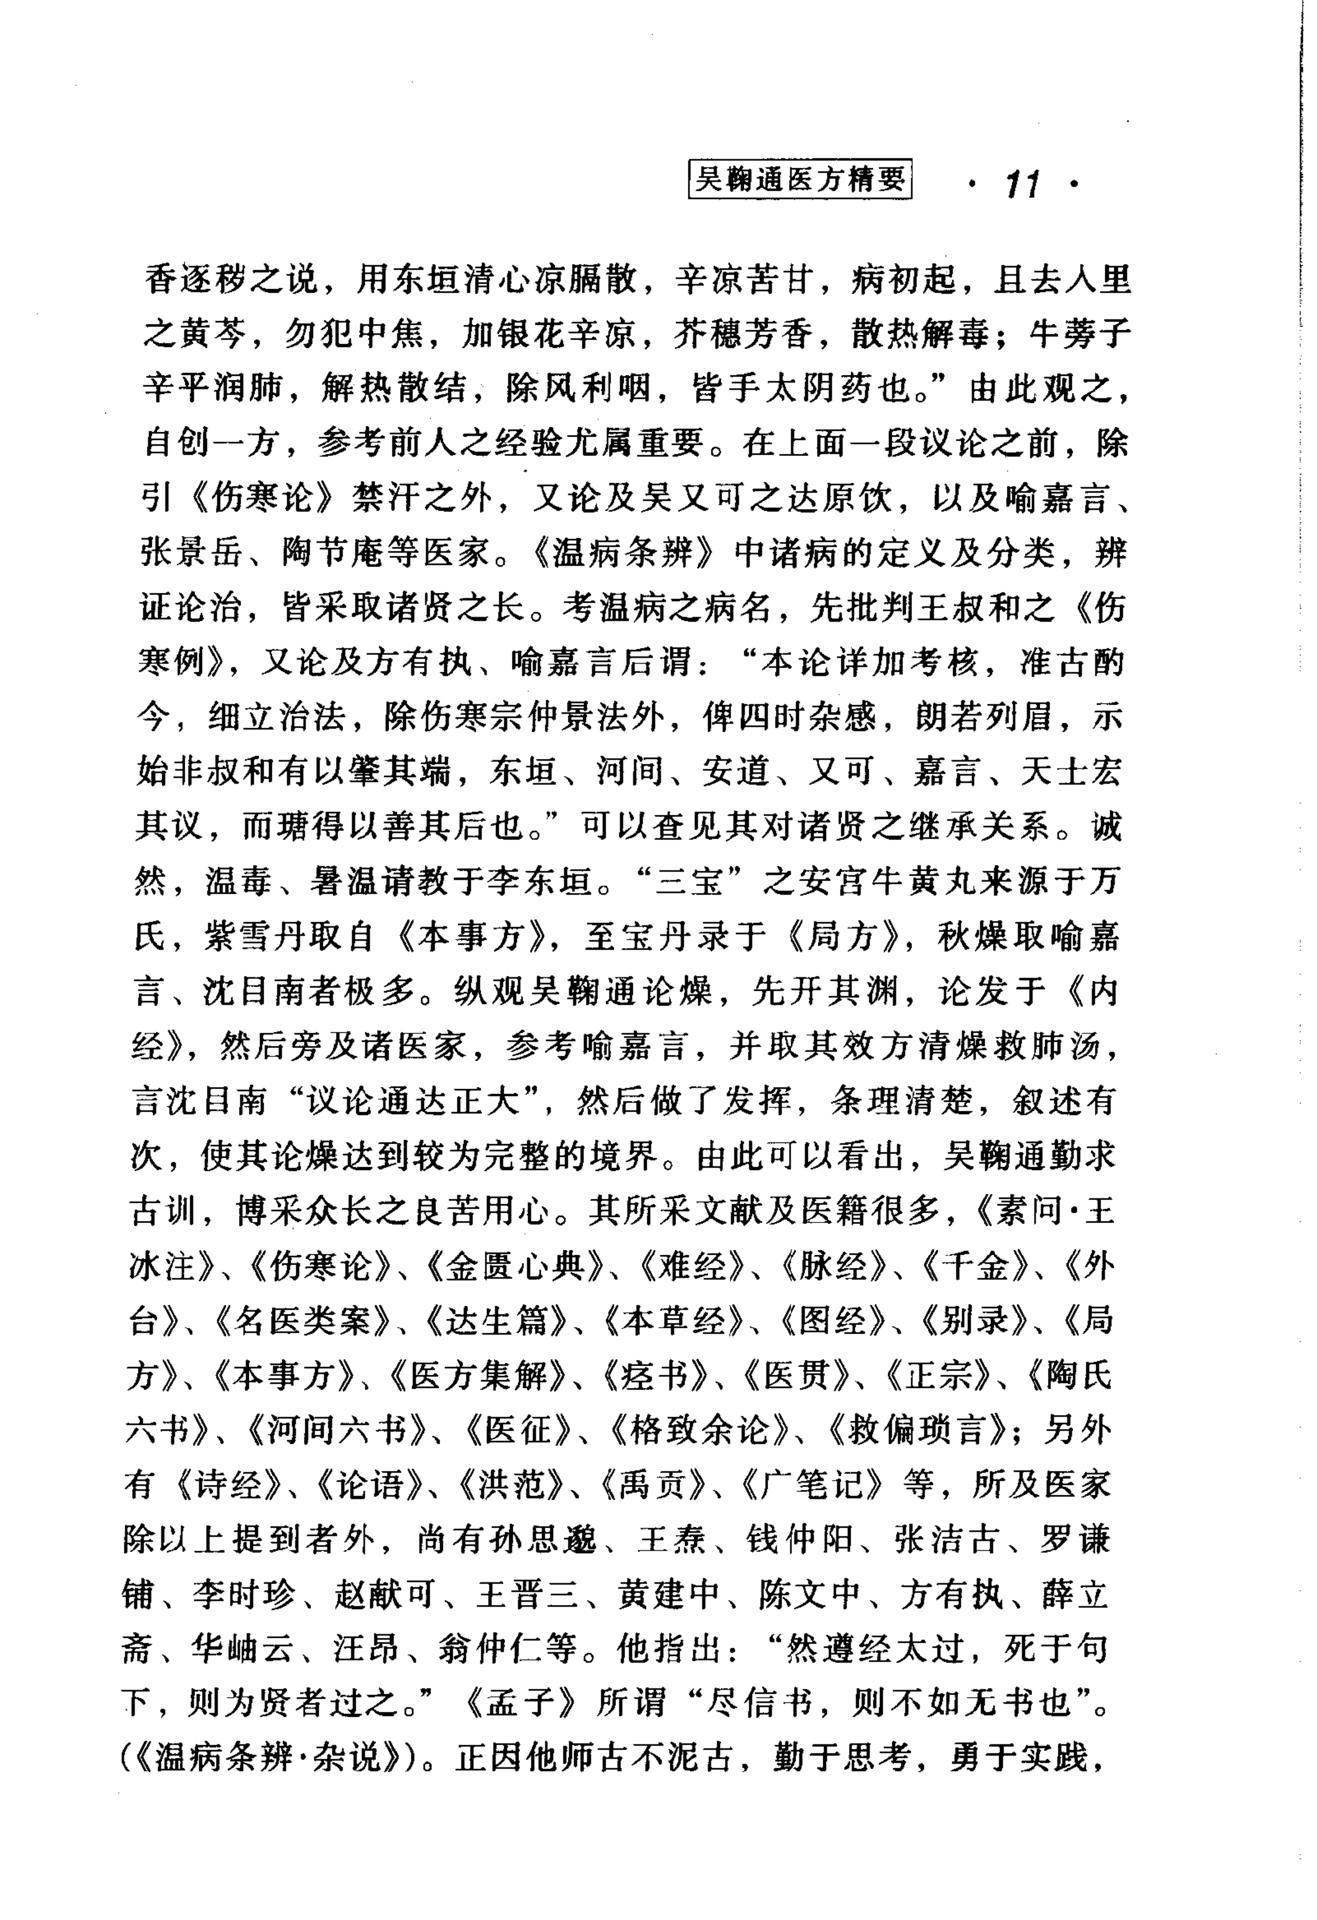 吴鞠通医方精要 · 11 ·
香逐秽之说，用东垣清心凉膈散，辛凉苦甘，病初起，且去入里
之黄芩，勿犯中焦，加银花辛凉，芥穗芳香，散热解毒；牛蒡子
辛平润肺，解热散结，除风利咽，皆手太阴药也。”由此观之，
自创一方，参考前人之经验尤属重要。在上面一段议论之前，除
引《伤寒论》禁汗之外，又论及吴又可之达原饮，以及喻嘉言、
张景岳、陶节庵等医家。《温病条辨》中诸病的定义及分类，辨
证论治，皆采取诸贤之长。考温病之病名，先批判王叔和之《伤
寒例》，又论及方有执、喻嘉言后谓：“本论详加考核，准古酌
今，细立治法，除伤寒宗仲景法外，俾四时杂感，朗若列眉，示
始非叔和有以肇其端，东垣、河间、安道、又可、嘉言、天士宏
其议，而瑭得以善其后也。”可以查见其对诸贤之继承关系。诚
然，温毒、暑温请教于李东垣。“三宝”之安宫牛黄丸来源于万
氏，紫雪丹取自《本事方》，至宝丹录于《局方》，秋燥取喻嘉
言、沈目南者极多。纵观吴鞠通论燥，先开其渊，论发于《内
经》，然后旁及诸医家，参考喻嘉言，并取其效方清燥救肺汤，
言沈目南“议论通达正大”，然后做了发挥，条理清楚，叙述有
次，使其论燥达到较为完整的境界。由此可以看出，吴鞠通勤求
古训，博采众长之良苦用心。其所采文献及医籍很多，《素问·王
冰注》、《伤寒论》、《金匮心典》、《难经》、《脉经》、《千金》、《外
台》、《名医类案》、《达生篇》、《本草经》、《图经》、《别录》、《局
方》、《本事方》、《医方集解》、《痉书》、《医贯》、《正宗》、《陶氏
六书》、《河间六书》、《医征》、《格致余论》、《救偏琐言》；另外
有《诗经》、《论语》、《洪范》、《禹贡》、《广笔记》等，所及医家
除以上提到者外，尚有孙思邈、王焘、钱仲阳、张洁古、罗谦
铺、李时珍、赵献可、王晋三、黄建中、陈文中、方有执、薛立
斋、华岫云、汪昂、翁仲仁等。他指出：“然遵经太过，死于句
下，则为贤者过之。”《孟子》所谓“尽信书，则不如无书也”。
(《温病条辨·杂说》)。正因他师古不泥古，勤于思考，勇于实践，